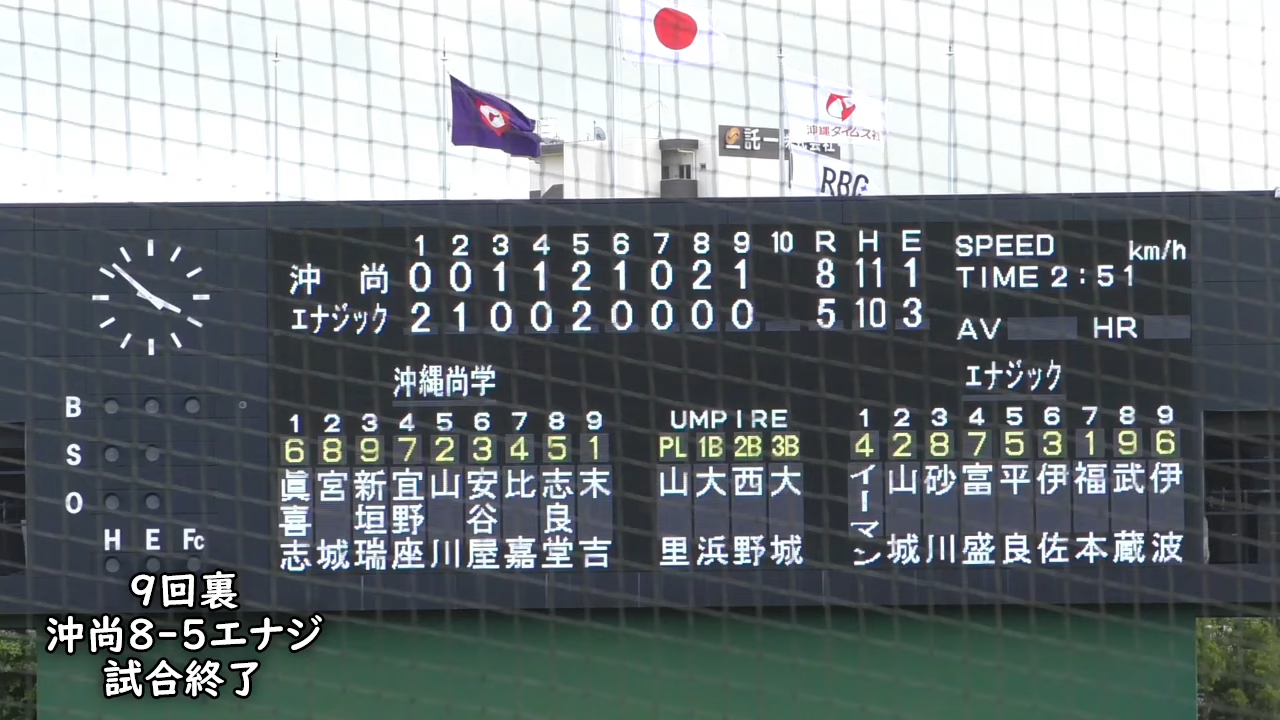 託一
株式会社
沖縄タイムス社
RBC
1 2 3 4 5 6 7 8 9 10 R H E
沖 尚 0 0 1 1 2 1 0 2 1 8 11 1
エナジック 2 1 0 0 2 0 0 0 0 5 10 3
SPEED km/h
TIME 2:51
AV HR
沖縄尚学
1 2 3 4 5 6 7 8 9
6 8 9 7 2 3 4 5 1
眞喜志 宮城 新垣瑞 宜野座 山川 安谷屋 比嘉 志良堂 末吉
UMPIRE
PL 1B 2B 3B
山里 大浜 西野 大城
エナジック
1 2 3 4 5 6 7 8 9
4 2 8 7 5 3 1 9 6
イーマン 山城 砂川 富盛 平良 伊佐 福本 武蔵 伊波
B
S
O
H E Fc
9回裏
沖尚8-5エナジ
試合終了